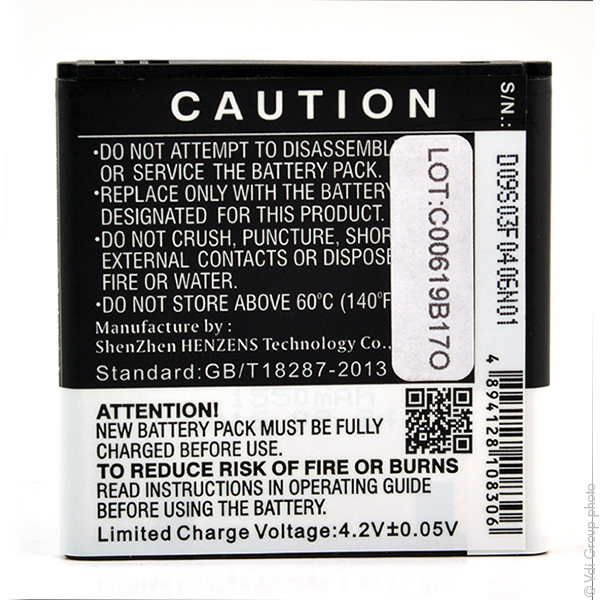 CAUTION
•DO NOT ATTEMPT TO DISASSEMBL
OR SERVICE THE BATTERY PACK.
•REPLACE ONLY WITH THE BATTERY
DESIGNATED FOR THIS PRODUCT.
•DO NOT CRUSH, PUNCTURE, SHOR
EXTERNAL CONTACTS OR DISPOSE
FIRE OR WATER.
•DO NOT STORE ABOVE 60°C (140°F
Manufacture by:
ShenZhen HENZENS Technology Co.,
Standard:GB/T18287-2013
ATTENTION!
NEW BATTERY PACK MUST BE FULLY
CHARGED BEFORE USE.
TO REDUCE RISK OF FIRE OR BURNS
READ INSTRUCTIONS IN OPERATING GUIDE
BEFORE USING THE BATTERY.
Limited Charge Voltage:4.2V±0.05V
LOT:C00619B17O
S/N.:
D09S03F0406N01
4894128108306
© Vdi Group photo